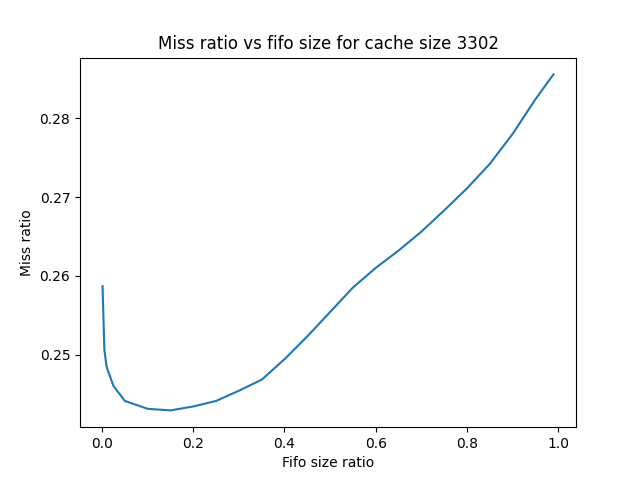 Miss ratio vs fifo size for cache size 3302
0.28
0.27
0.26
0.25
Miss ratio
0.0 0.2 0.4 0.6 0.8 1.0
Fifo size ratio